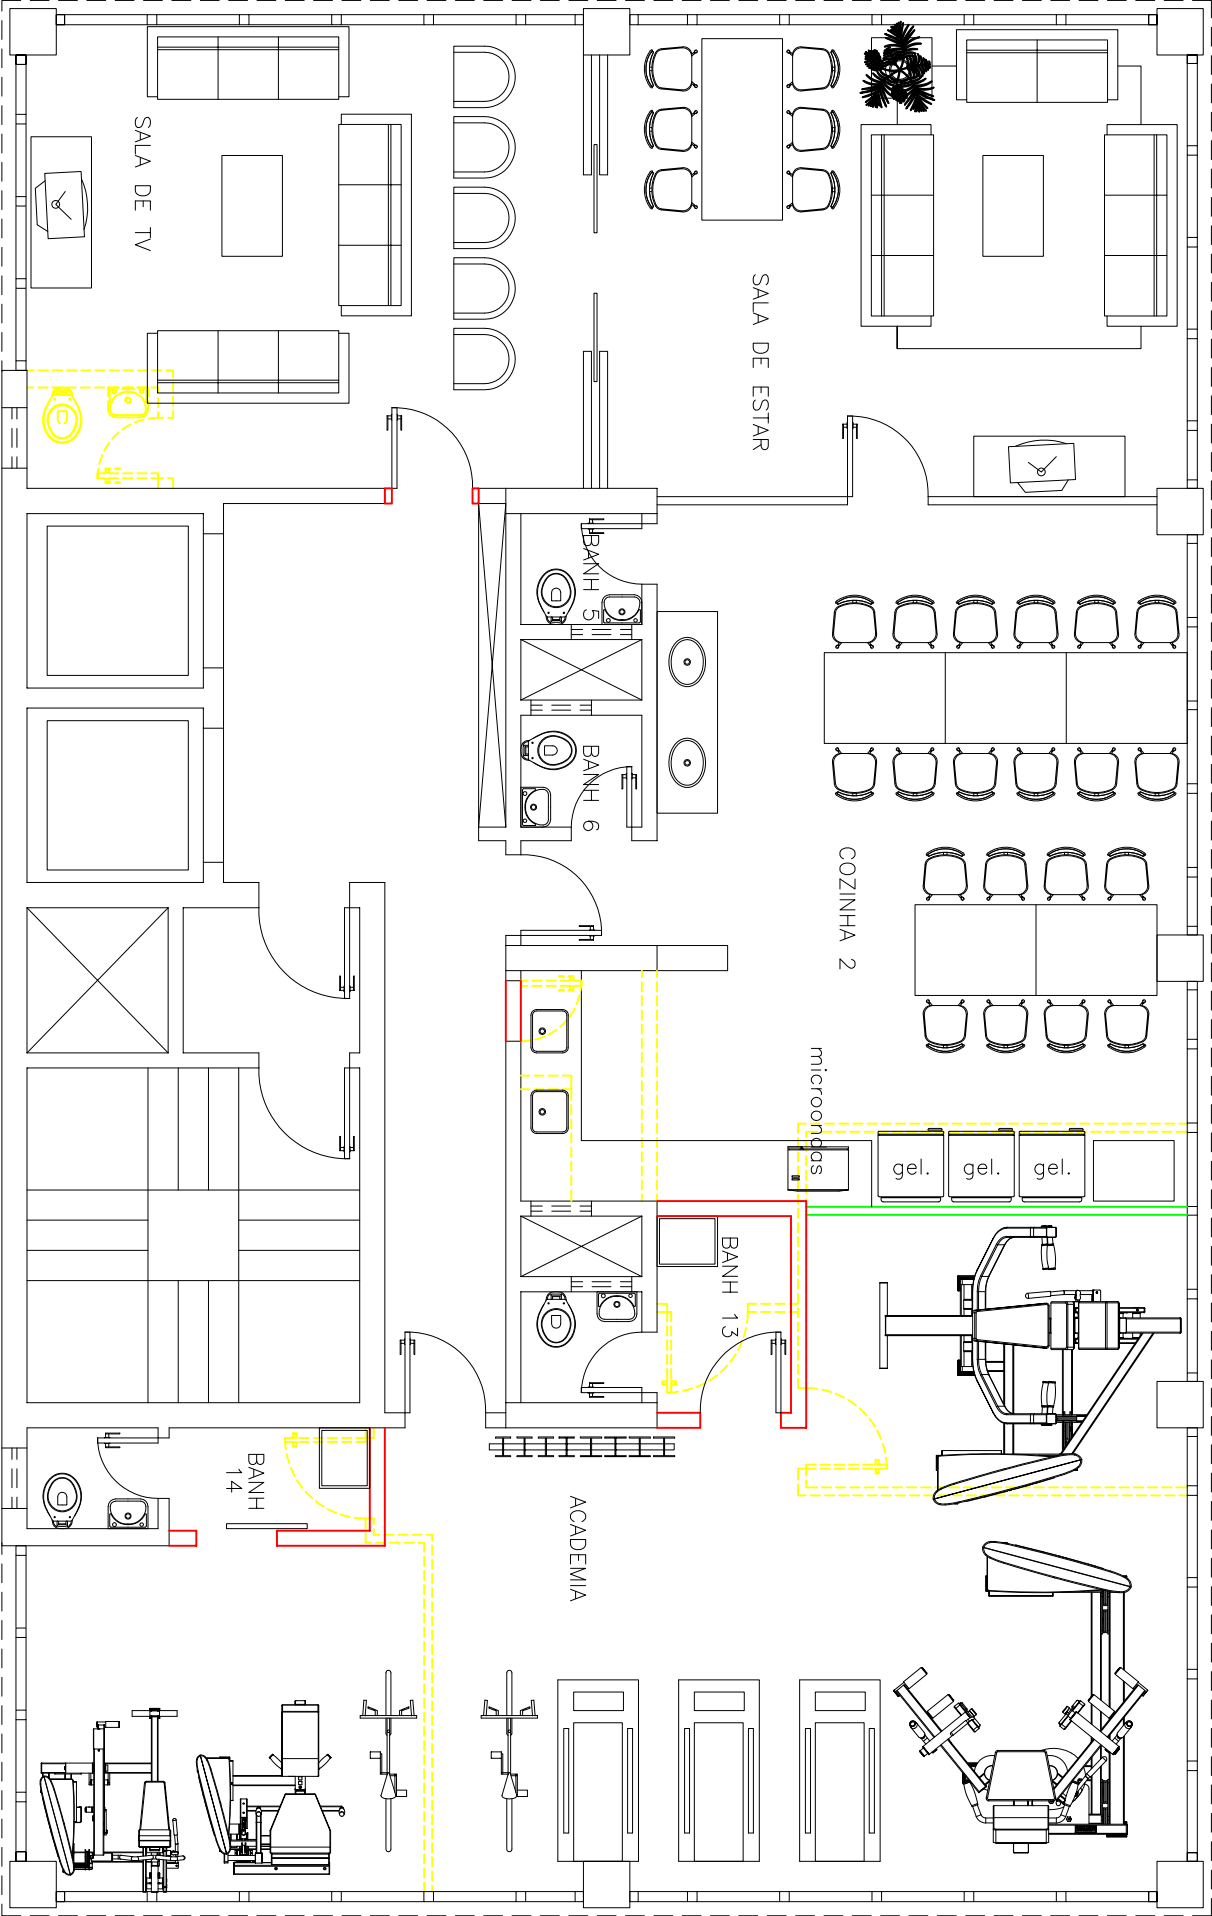 SALA DE TV
SALA DE ESTAR
BANH 5
BANH 6
COZINHA 2
microondas
gel.
gel.
gel.
BANH 13
BANH
14
ACADEMIA